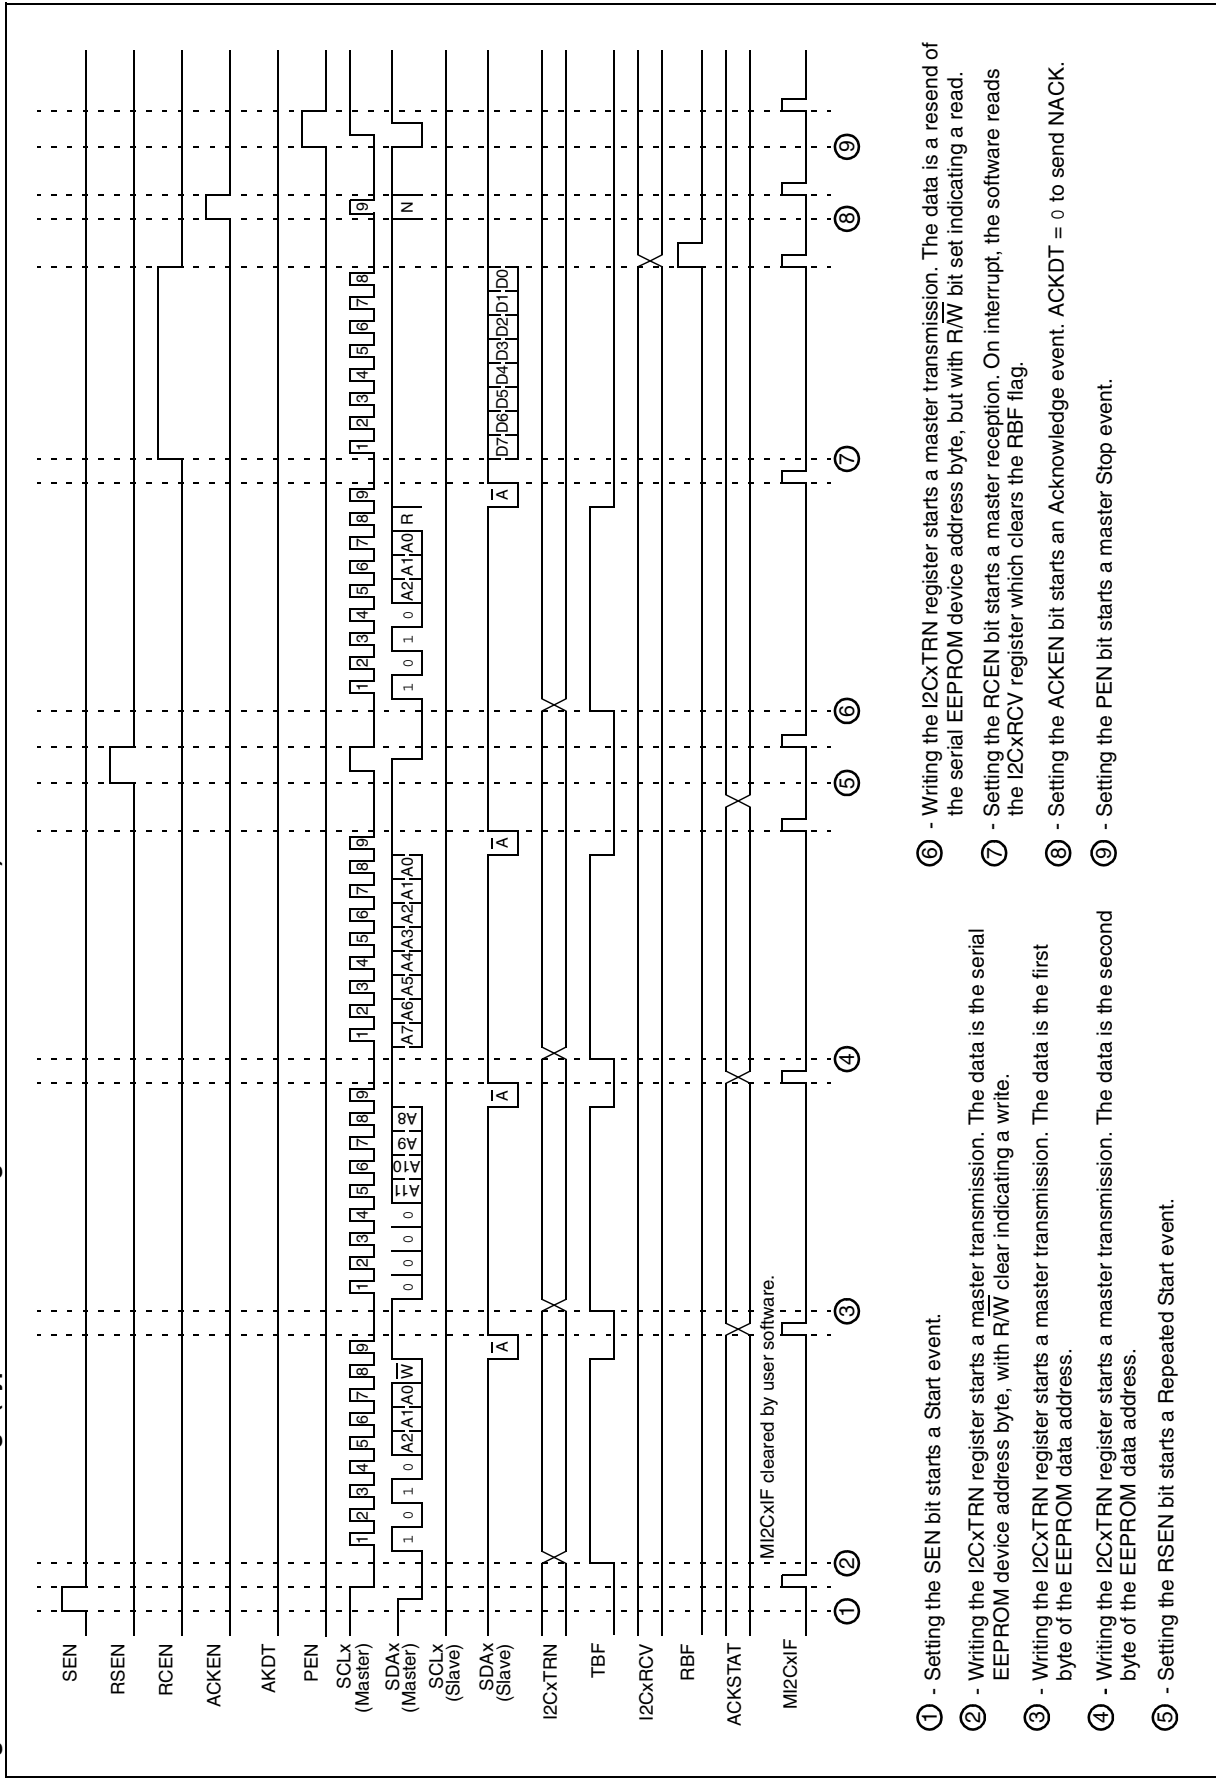 SEN
RSEN
RCEN
ACKEN
AKDT
PEN
SCLx
(Master)
1 2 3 4 5 6 7 8 9 1 2 3 4 5 6 7 8 9 1 2 3 4 5 6 7 8 9 1 2 3 4 5 6 7 8 9 1 2 3 4 5 6 7 8 9
SDAx
(Master)
1 0 1 0 A2 A1 A0 W 0 0 0 0 A11 A10 A9 A8 A7 A6 A5 A4 A3 A2 A1 A0 1 0 1 0 A2 A1 A0 R N
SCLx
(Slave)
SDAx
(Slave)
A A A A D7 D6 D5 D4 D3 D2 D1 D0
I2CxTRN
TBF
I2CxRCV
RBF
ACKSTAT
MI2CxIF cleared by user software.
MI2CxIF
1 2 3 4 5 6 7 8 9
1 - Setting the SEN bit starts a Start event.
2 - Writing the I2CxTRN register starts a master transmission. The data is the serial
EEPROM device address byte, with R/W clear indicating a write.
3 - Writing the I2CxTRN register starts a master transmission. The data is the first
byte of the EEPROM data address.
4 - Writing the I2CxTRN register starts a master transmission. The data is the second
byte of the EEPROM data address.
5 - Setting the RSEN bit starts a Repeated Start event.
6 - Writing the I2CxTRN register starts a master transmission. The data is a resend of
the serial EEPROM device address byte, but with R/W bit set indicating a read.
7 - Setting the RCEN bit starts a master reception. On interrupt, the software reads
the I2CxRCV register which clears the RBF flag.
8 - Setting the ACKEN bit starts an Acknowledge event. ACKDT = 0 to send NACK.
9 - Setting the PEN bit starts a master Stop event.